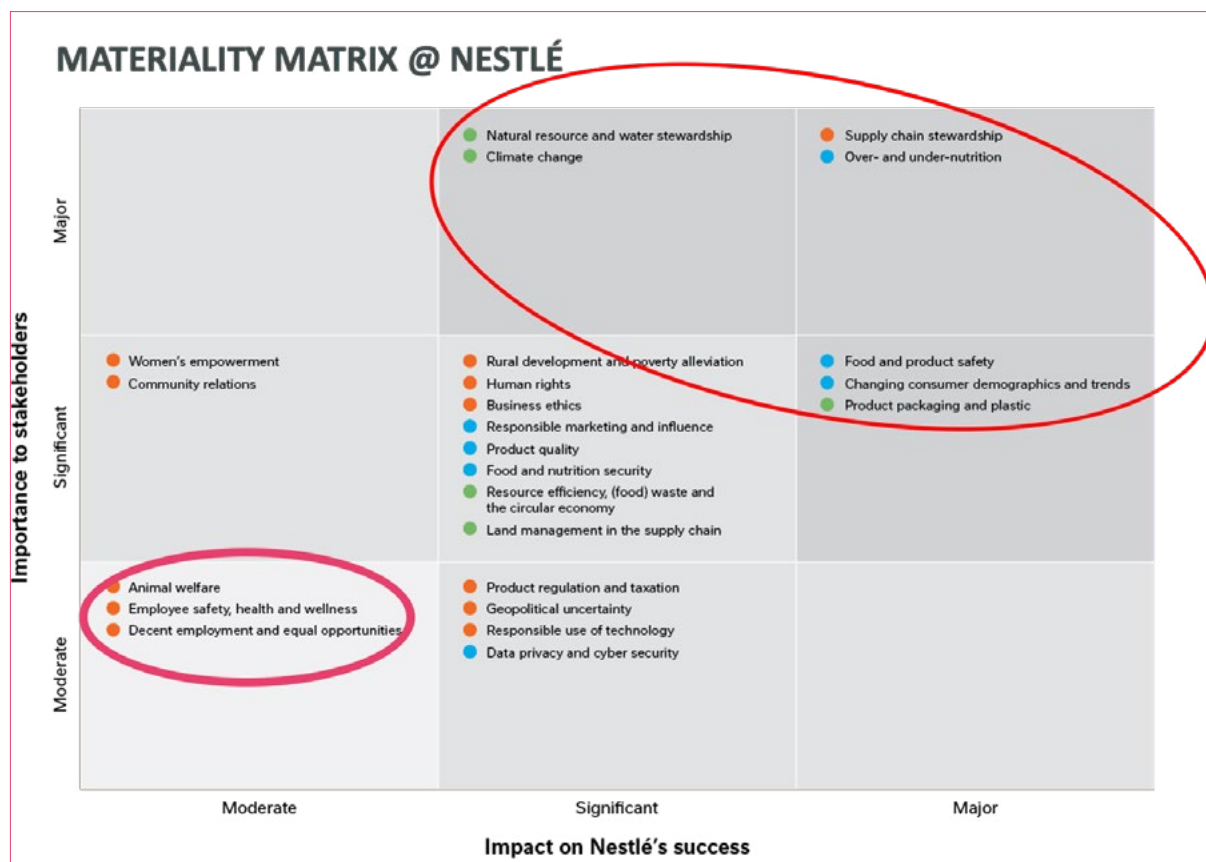 MATERIALITY MATRIX @ NESTLÉ
Importance to stakeholders
Major
Natural resource and water stewardship
Climate change
Supply chain stewardship
Over- and under-nutrition
Significant
Women's empowerment
Community relations
Rural development and poverty alleviation
Human rights
Business ethics
Responsible marketing and influence
Product quality
Food and nutrition security
Resource efficiency, (food) waste and
the circular economy
Land management in the supply chain
Food and product safety
Changing consumer demographics and trends
Product packaging and plastic
Moderate
Animal welfare
Employee safety, health and wellness
Decent employment and equal opportunities
Product regulation and taxation
Geopolitical uncertainty
Responsible use of technology
Data privacy and cyber security
Moderate
Significant
Major
Impact on Nestlé's success